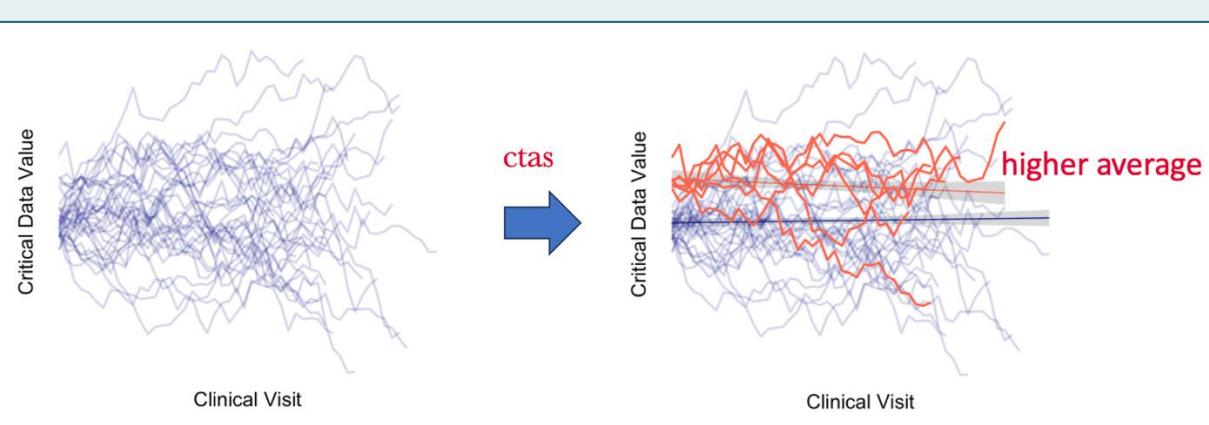 Critical Data Value
Clinical Visit
ctas
Critical Data Value
higher average
Clinical Visit